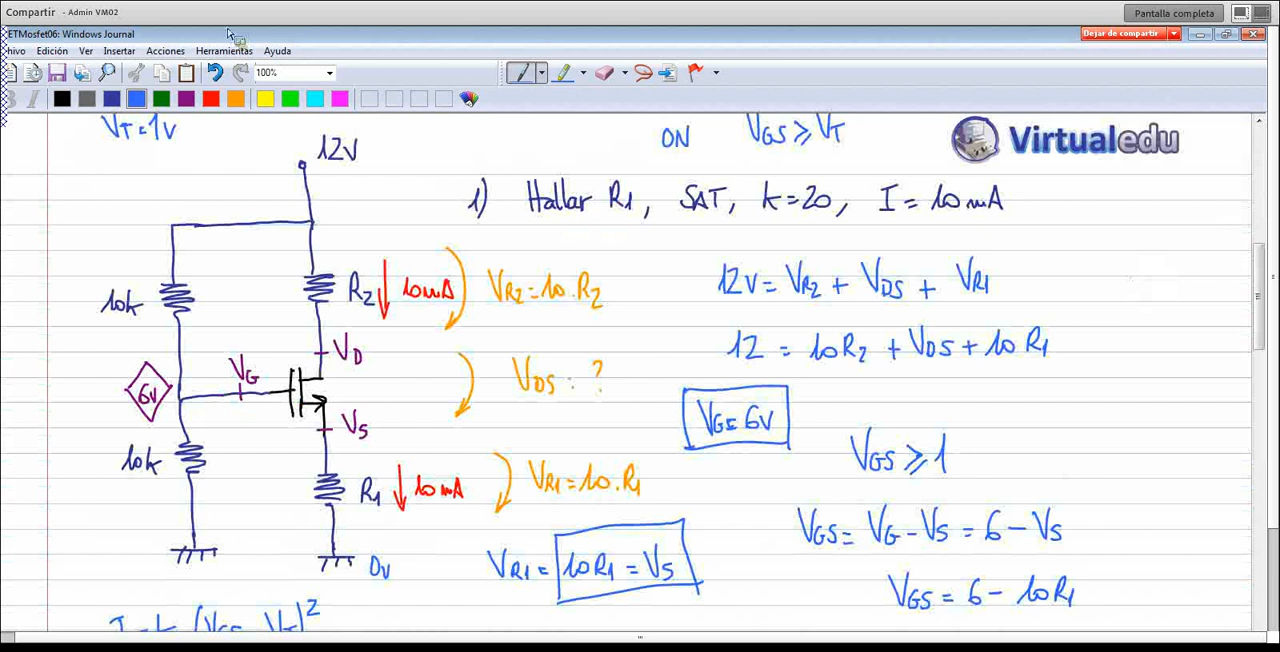 Compartir - Admin VM02
Pantalla completa
ETMosfet06: Windows Journal
Dejar de compartir
hivo Edición Ver Insertar Acciones Herramientas Ayuda
100%
VT=1V
ON VGS ≥ VT
Virtualedu
12V
1) Hallar R1, SAT, k=20, I=10mA
10k
R2 10mA VR2=10.R2
12V = VR2 + VDS + VR1
12 = 10R2 + VDS + 10R1
VD
VG
6V
VDS: ?
VG=6V
VS
VGS ≥ 1
10k
R1 10mA VR1=10.R1
VGS = VG - VS = 6 - VS
0V
VR1 = 10R1 = VS
VGS = 6 - 10R1